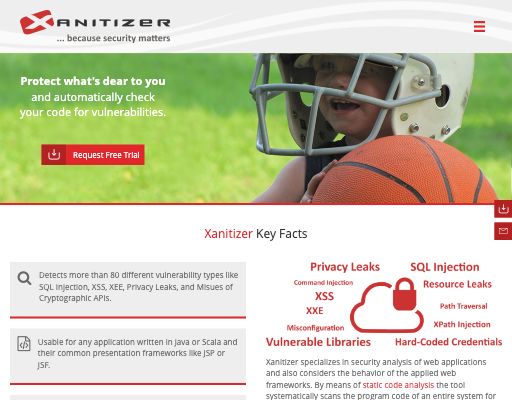 XANITIZER
... because security matters
Protect what's dear to you
and automatically check
your code for vulnerabilities.
Request Free Trial
Xanitizer Key Facts
Detects more than 80 different vulnerability types like
SQL Injection, XSS, XEE, Privacy Leaks, and Misues of
Cryptographic APIs.
Usable for any application written in Java or Scala and
their common presentation frameworks like JSP or
JSF.
Privacy Leaks
SQL Injection
Command Injection
Resource Leaks
XSS
XXE
Path Traversal
Misconfiguration
XPath Injection
Vulnerable Libraries
Hard-Coded Credentials
Xanitizer specializes in security analysis of web applications
and also considers the behavior of the applied web
frameworks. By means of static code analysis the tool
systematically scans the program code of an entire system for